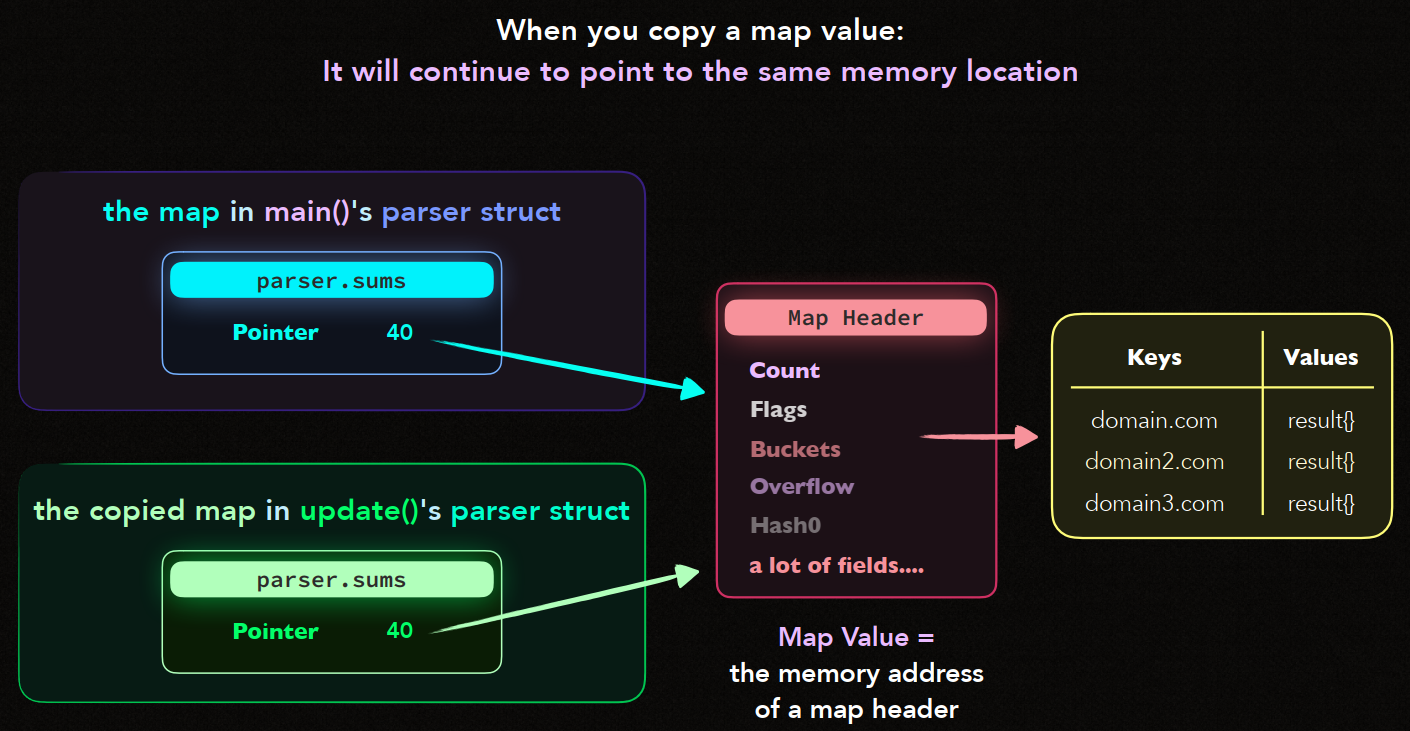 When you copy a map value:
It will continue to point to the same memory location
the map in main()'s parser struct
parser.sums
Pointer 40
the copied map in update()'s parser struct
parser.sums
Pointer 40
Map Header
Count
Flags
Buckets
Overflow
Hash0
a lot of fields....
Map Value =
the memory address
of a map header
Keys Values
domain.com result{}
domain2.com result{}
domain3.com result{}